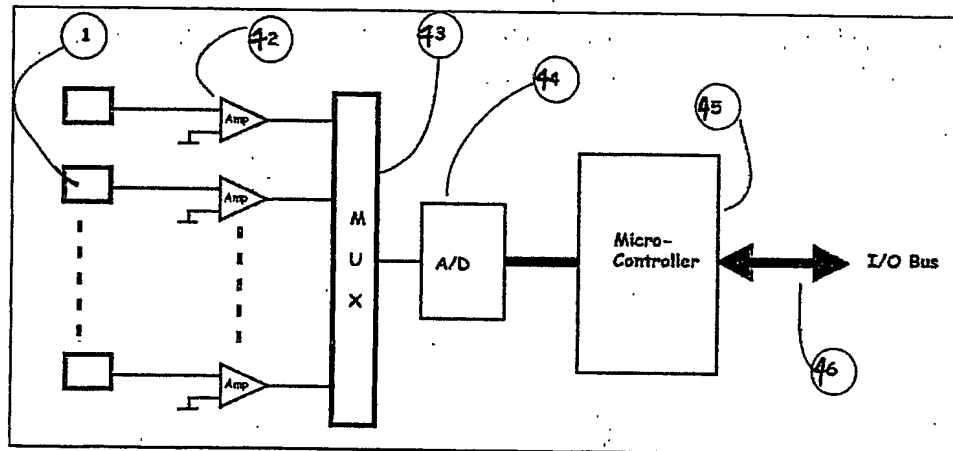 1
42
43
44
45
Amp
Amp
Amp
M
U
X
A/D
Micro-
Controller
I/O Bus
46